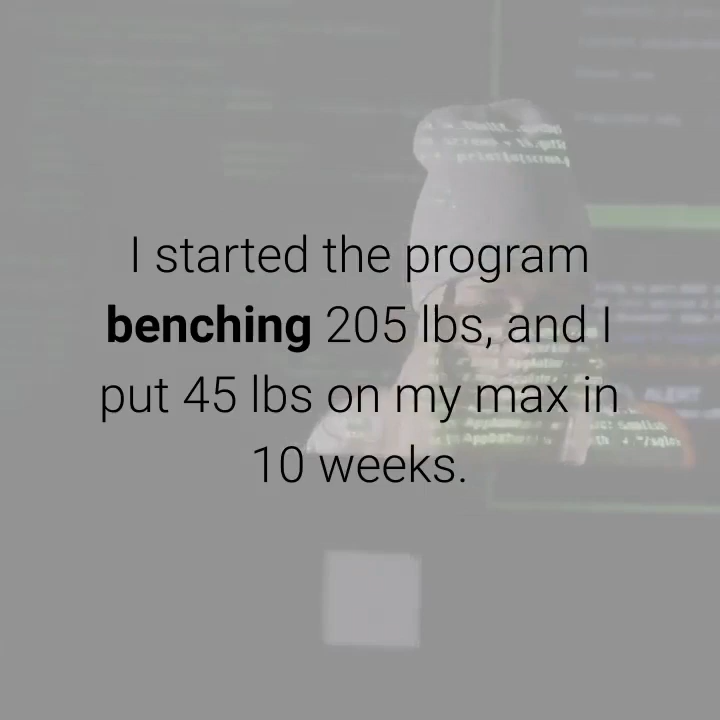 I started the program
benching 205 lbs, and I
put 45 lbs on my max in
10 weeks.